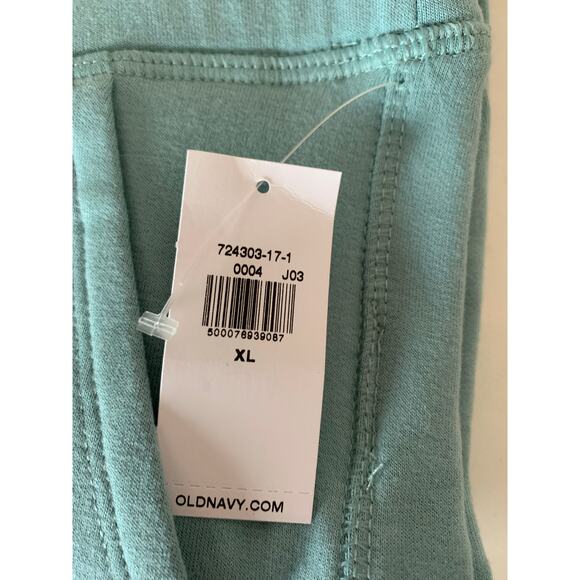 724303-17-1
0004 J03
500076939087
XL
OLDNAVY.COM